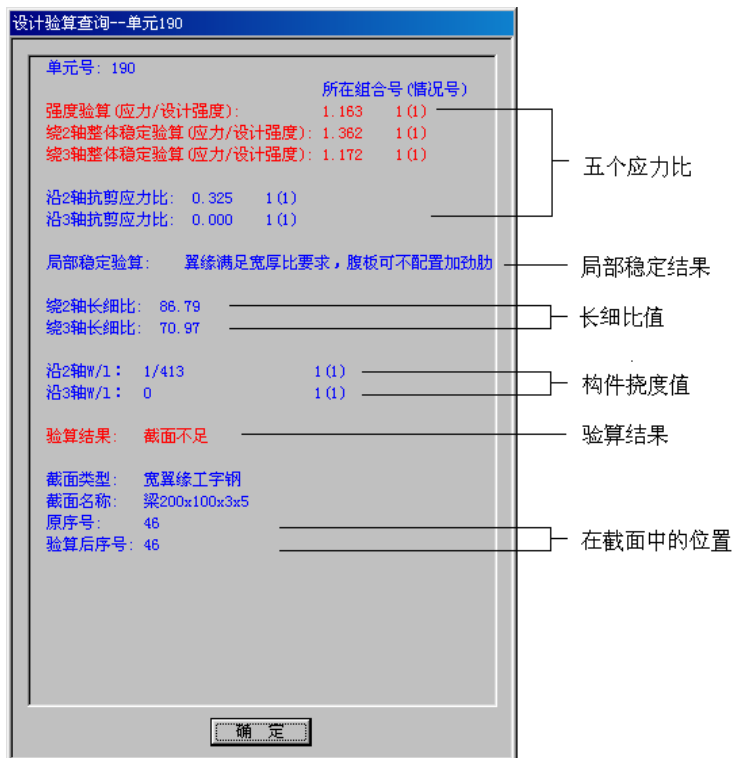 设计验算查询--单元190
单元号: 190
所在组合号(情况号)
强度验算(应力/设计强度): 1.163 1(1)
绕2轴整体稳定验算(应力/设计强度): 1.362 1(1)
绕3轴整体稳定验算(应力/设计强度): 1.172 1(1)
五个应力比
沿2轴抗剪应力比: 0.325 1(1)
沿3轴抗剪应力比: 0.000 1(1)
局部稳定验算: 翼缘满足宽厚比要求，腹板可不配置加劲肋
局部稳定结果
绕2轴长细比: 86.79
绕3轴长细比: 70.97
长细比值
沿2轴W/l： 1/413 1(1)
沿3轴W/l： 0 1(1)
构件挠度值
验算结果: 截面不足
验算结果
截面类型: 宽翼缘工字钢
截面名称: 梁200x100x3x5
原序号: 46
验算后序号: 46
在截面中的位置
确 定